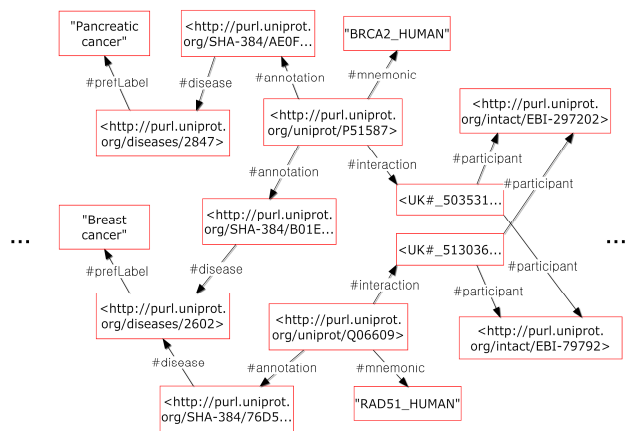 "Pancreatic
cancer"
<http://purl.uniprot.
org/SHA-384/AE0F...
"BRCA2_HUMAN"
#prefLabel
#disease
#annotation
#mnemonic
<http://purl.uniprot.
org/diseases/2847>
<http://purl.uniprot.
org/uniprot/P51587>
<http://purl.uniprot.
org/intact/EBI-297202>
#annotation
#interaction
#participant
#participant
"Breast
cancer"
<http://purl.uniprot.
org/SHA-384/B01E...
<UK#_503531...
...
<UK#_513036...
...
#prefLabel
#disease
#interaction
#participant
#participant
<http://purl.uniprot.
org/diseases/2602>
<http://purl.uniprot.
org/uniprot/Q06609>
<http://purl.uniprot.
org/intact/EBI-79792>
#disease
#annotation
#mnemonic
<http://purl.uniprot.
org/SHA-384/76D5...
"RAD51_HUMAN"